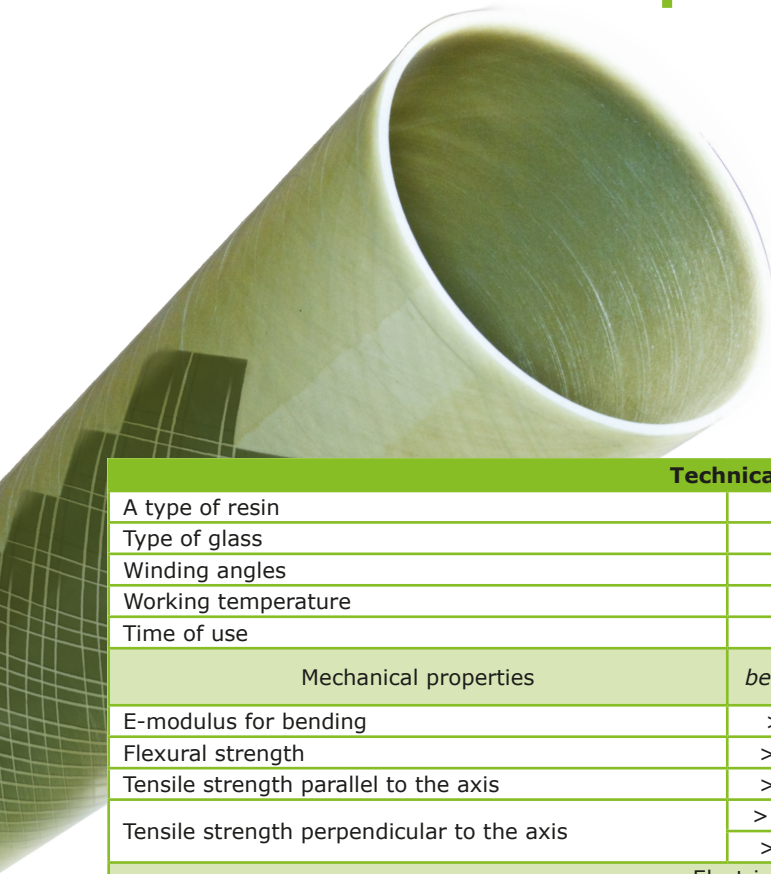 Technica
A type of resin
Type of glass
Winding angles
Working temperature
Time of use
Mechanical properties be
E-modulus for bending >
Flexural strength >
Tensile strength parallel to the axis >
Tensile strength perpendicular to the axis >
>